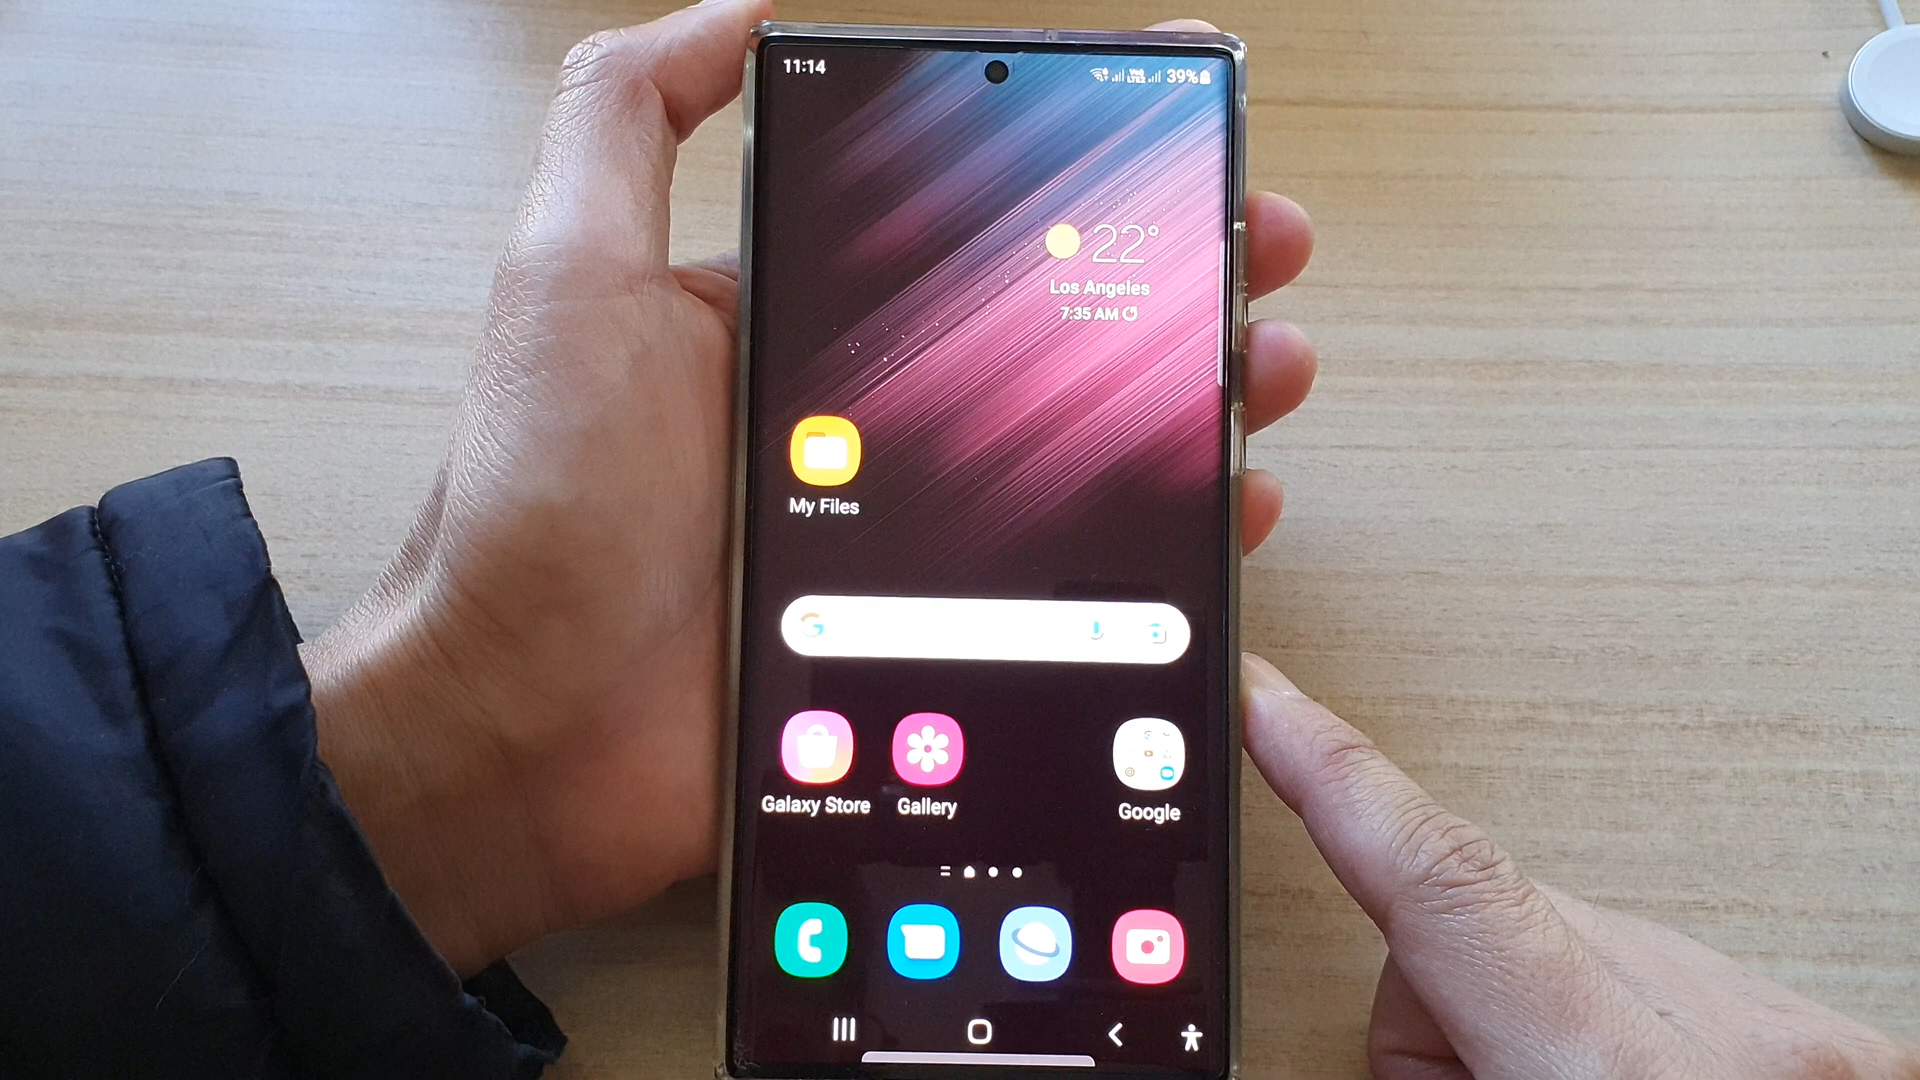 11:14
39%
22°
Los Angeles
7:35 AM
My Files
G
Galaxy Store
Gallery
Google